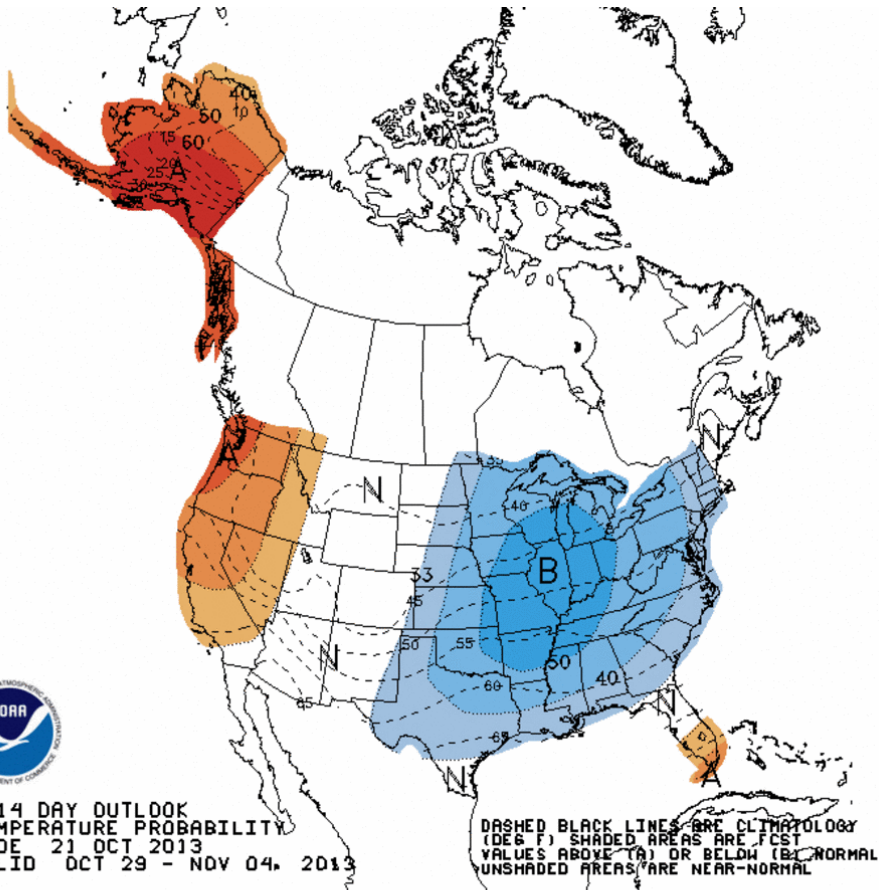 40
10
50
15
60
20
A
25
30
A
N
N
40
B
33
45
50
55
50
N
60
40
65
65
N
N
A
NOAA
14 DAY OUTLOOK
MPERATURE PROBABILITY
DE 21 OCT 2013
LID OCT 29 - NOV 04, 2013
DASHED BLACK LINES ARE CLIMATOLOGY
(DEG F) SHADED AREAS ARE FCST
VALUES ABOVE (A) OR BELOW (B) NORMAL
UNSHADED AREAS ARE NEAR-NORMAL